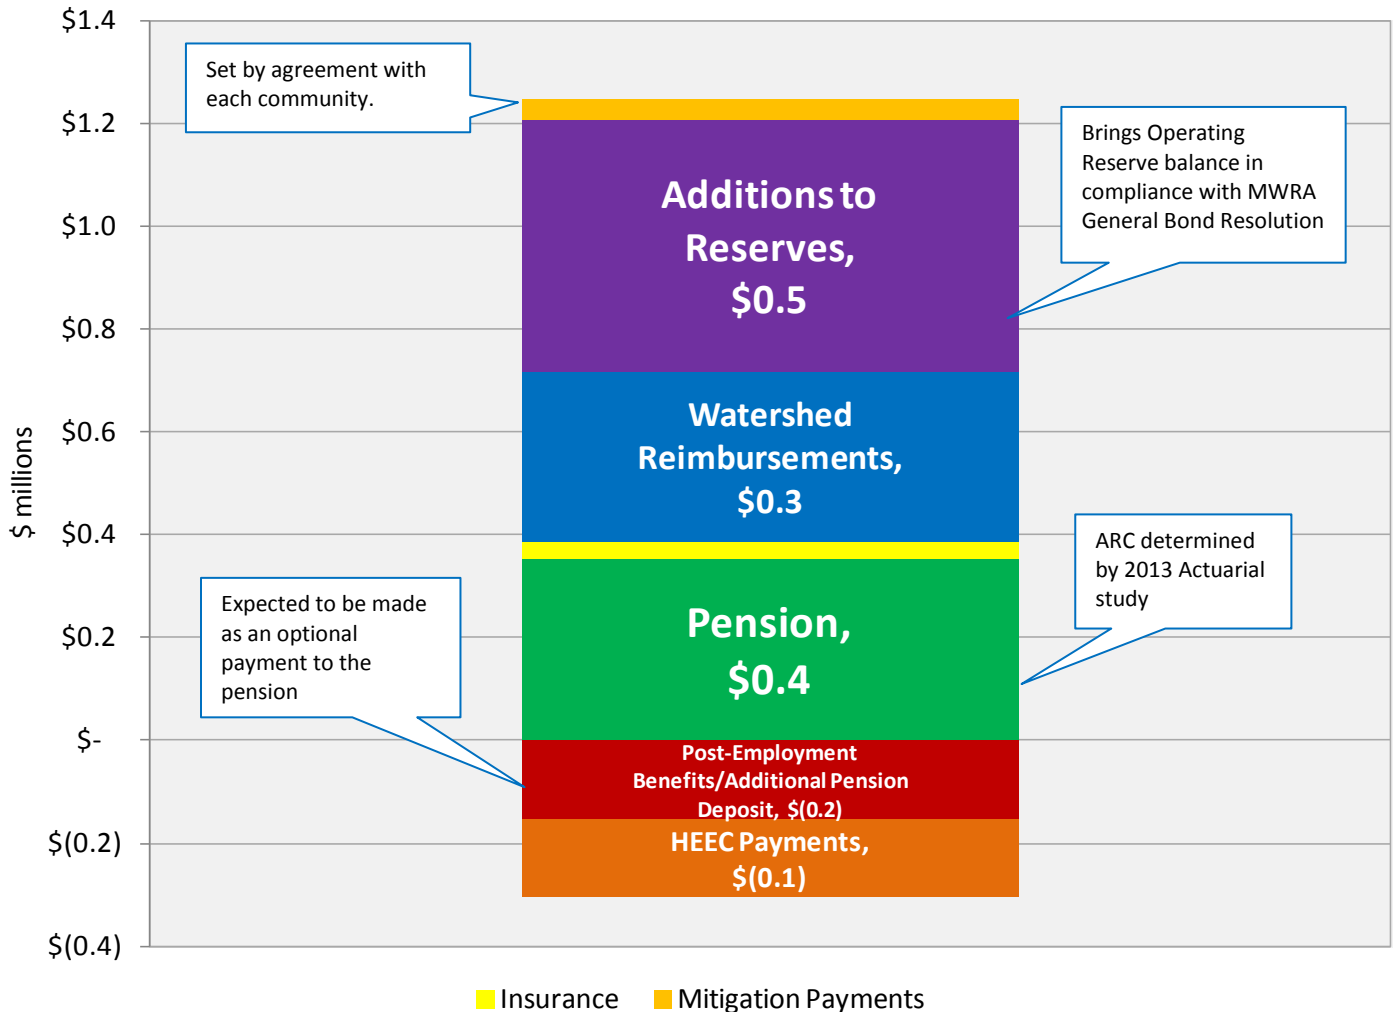 $1.4
$1.2
$1.0
$0.8
$0.6
$0.4
$0.2
$-
$(0.2)
$(0.4)
$ millions
Set by agreement with
each community.
Additions to
Reserves,
$0.5
Brings Operating
Reserve balance in
compliance with MWRA
General Bond Resolution
Watershed
Reimbursements,
$0.3
ARC determined
by 2013 Actuarial
study
Expected to be made
as an optional
payment to the
pension
Pension,
$0.4
Post-Employment
Benefits/Additional Pension
Deposit, $(0.2)
HEEC Payments,
$(0.1)
Insurance
Mitigation Payments